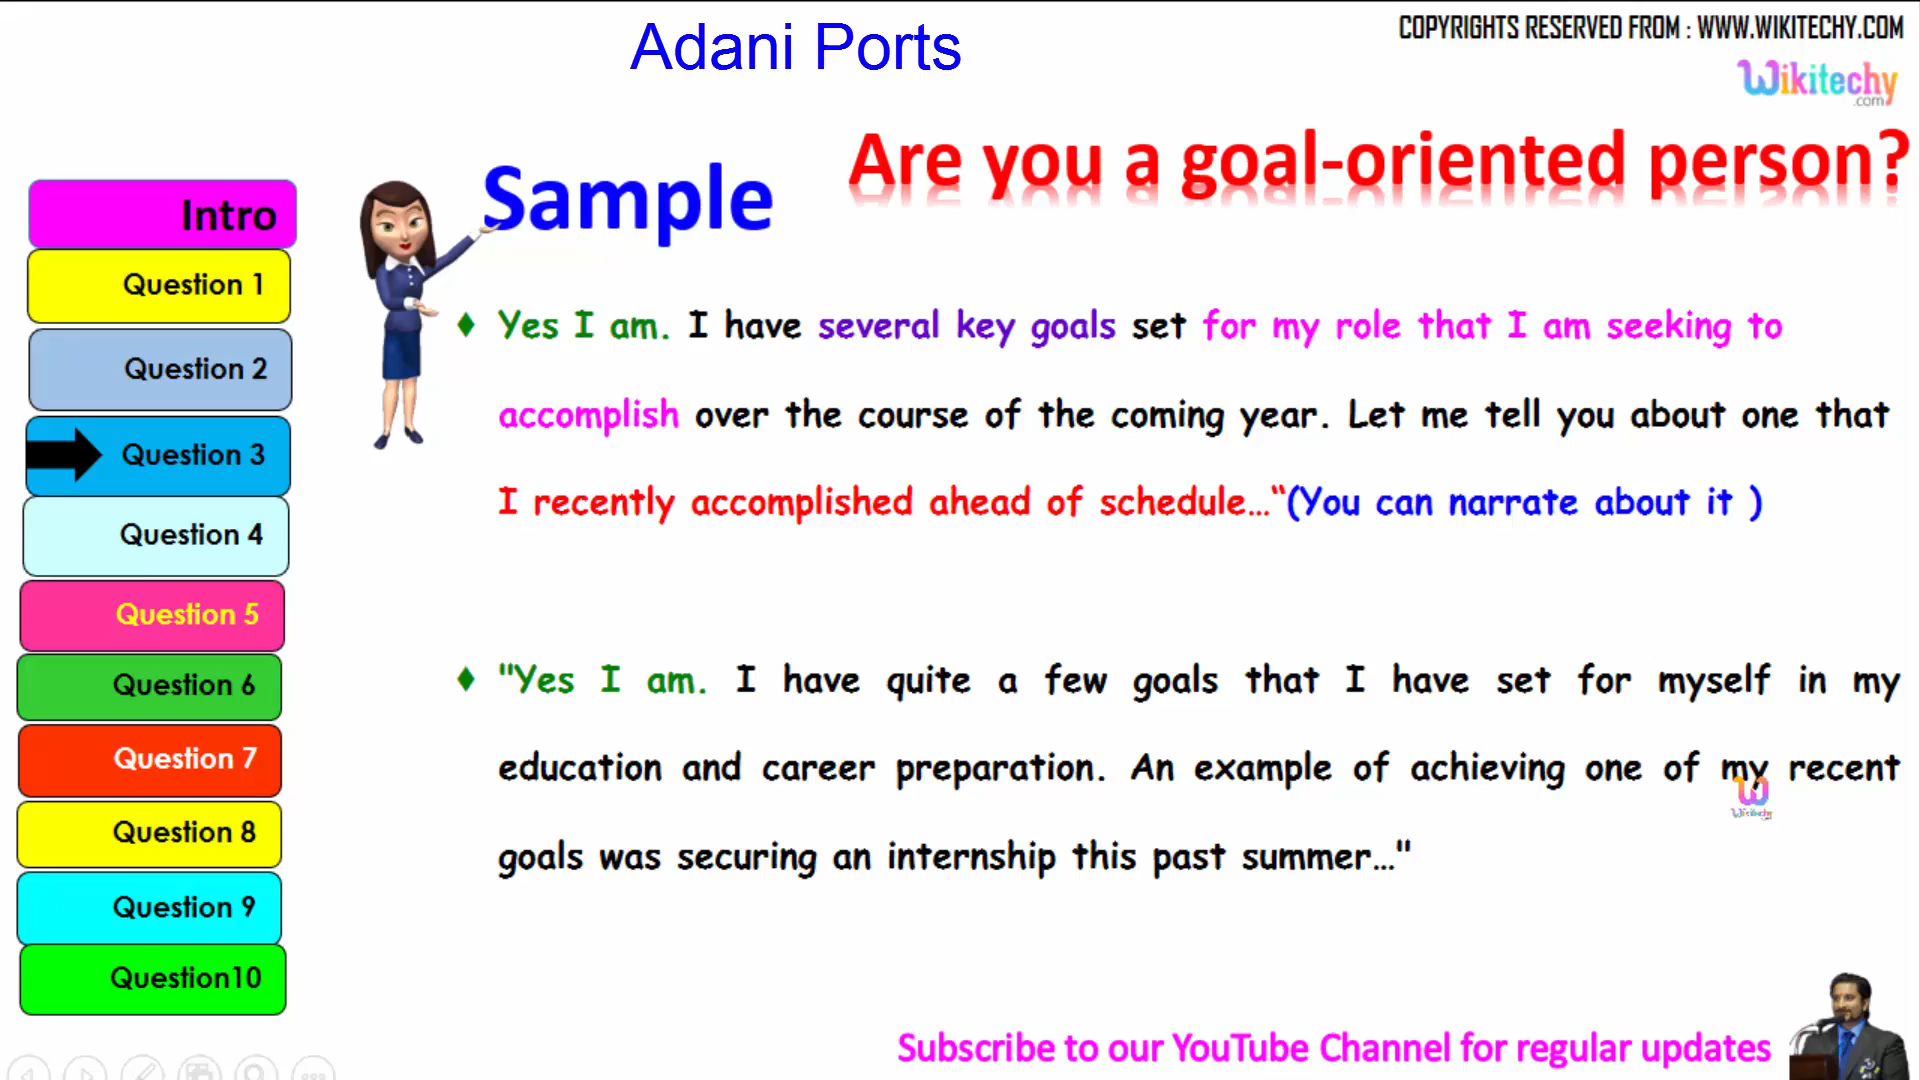 Adani Ports
COPYRIGHTS RESERVED FROM : WWW.WIKITECHY.COM
Wikitechy
.com
Sample
Are you a goal-oriented person?
Intro
Question 1
Question 2
Question 3
Question 4
Question 5
Question 6
Question 7
Question 8
Question 9
Question10
♦ Yes I am. I have several key goals set for my role that I am seeking to
accomplish over the course of the coming year. Let me tell you about one that
I recently accomplished ahead of schedule…“(You can narrate about it )
♦ "Yes I am. I have quite a few goals that I have set for myself in my
education and career preparation. An example of achieving one of my recent
goals was securing an internship this past summer…"
W
Wikitechy
Subscribe to our YouTube Channel for regular updates